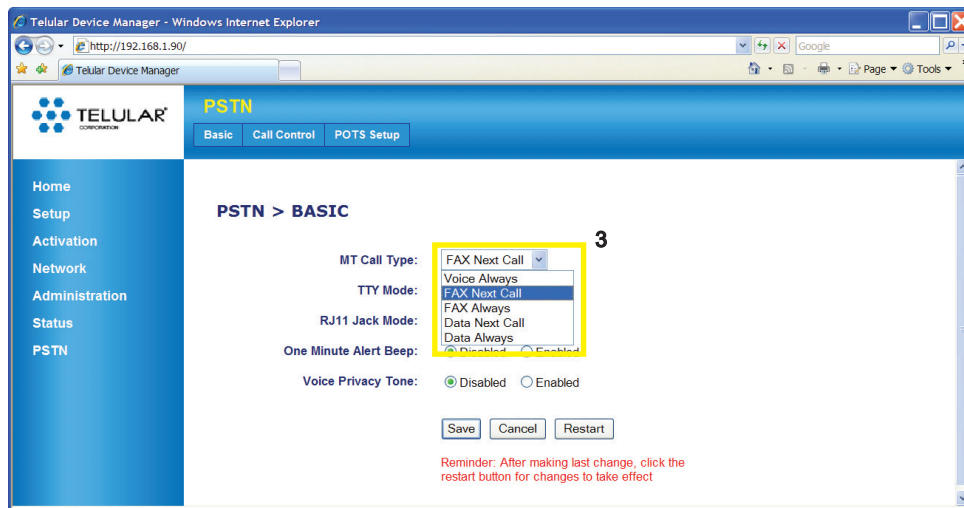 Telular Device Manager - Windows Internet Explorer
http://192.168.1.90/
Google
Telular Device Manager
Page
Tools
TELULAR
CORPORATION
PSTN
Basic Call Control POTS Setup
Home
Setup
Activation
Network
Administration
Status
PSTN
PSTN > BASIC
3
MT Call Type: FAX Next Call
Voice Always
FAX Next Call
FAX Always
Data Next Call
Data Always
TTY Mode:
RJ11 Jack Mode:
One Minute Alert Beep: Disabled Enabled
Voice Privacy Tone: Disabled Enabled
Save Cancel Restart
Reminder: After making last change, click the
restart button for changes to take effect